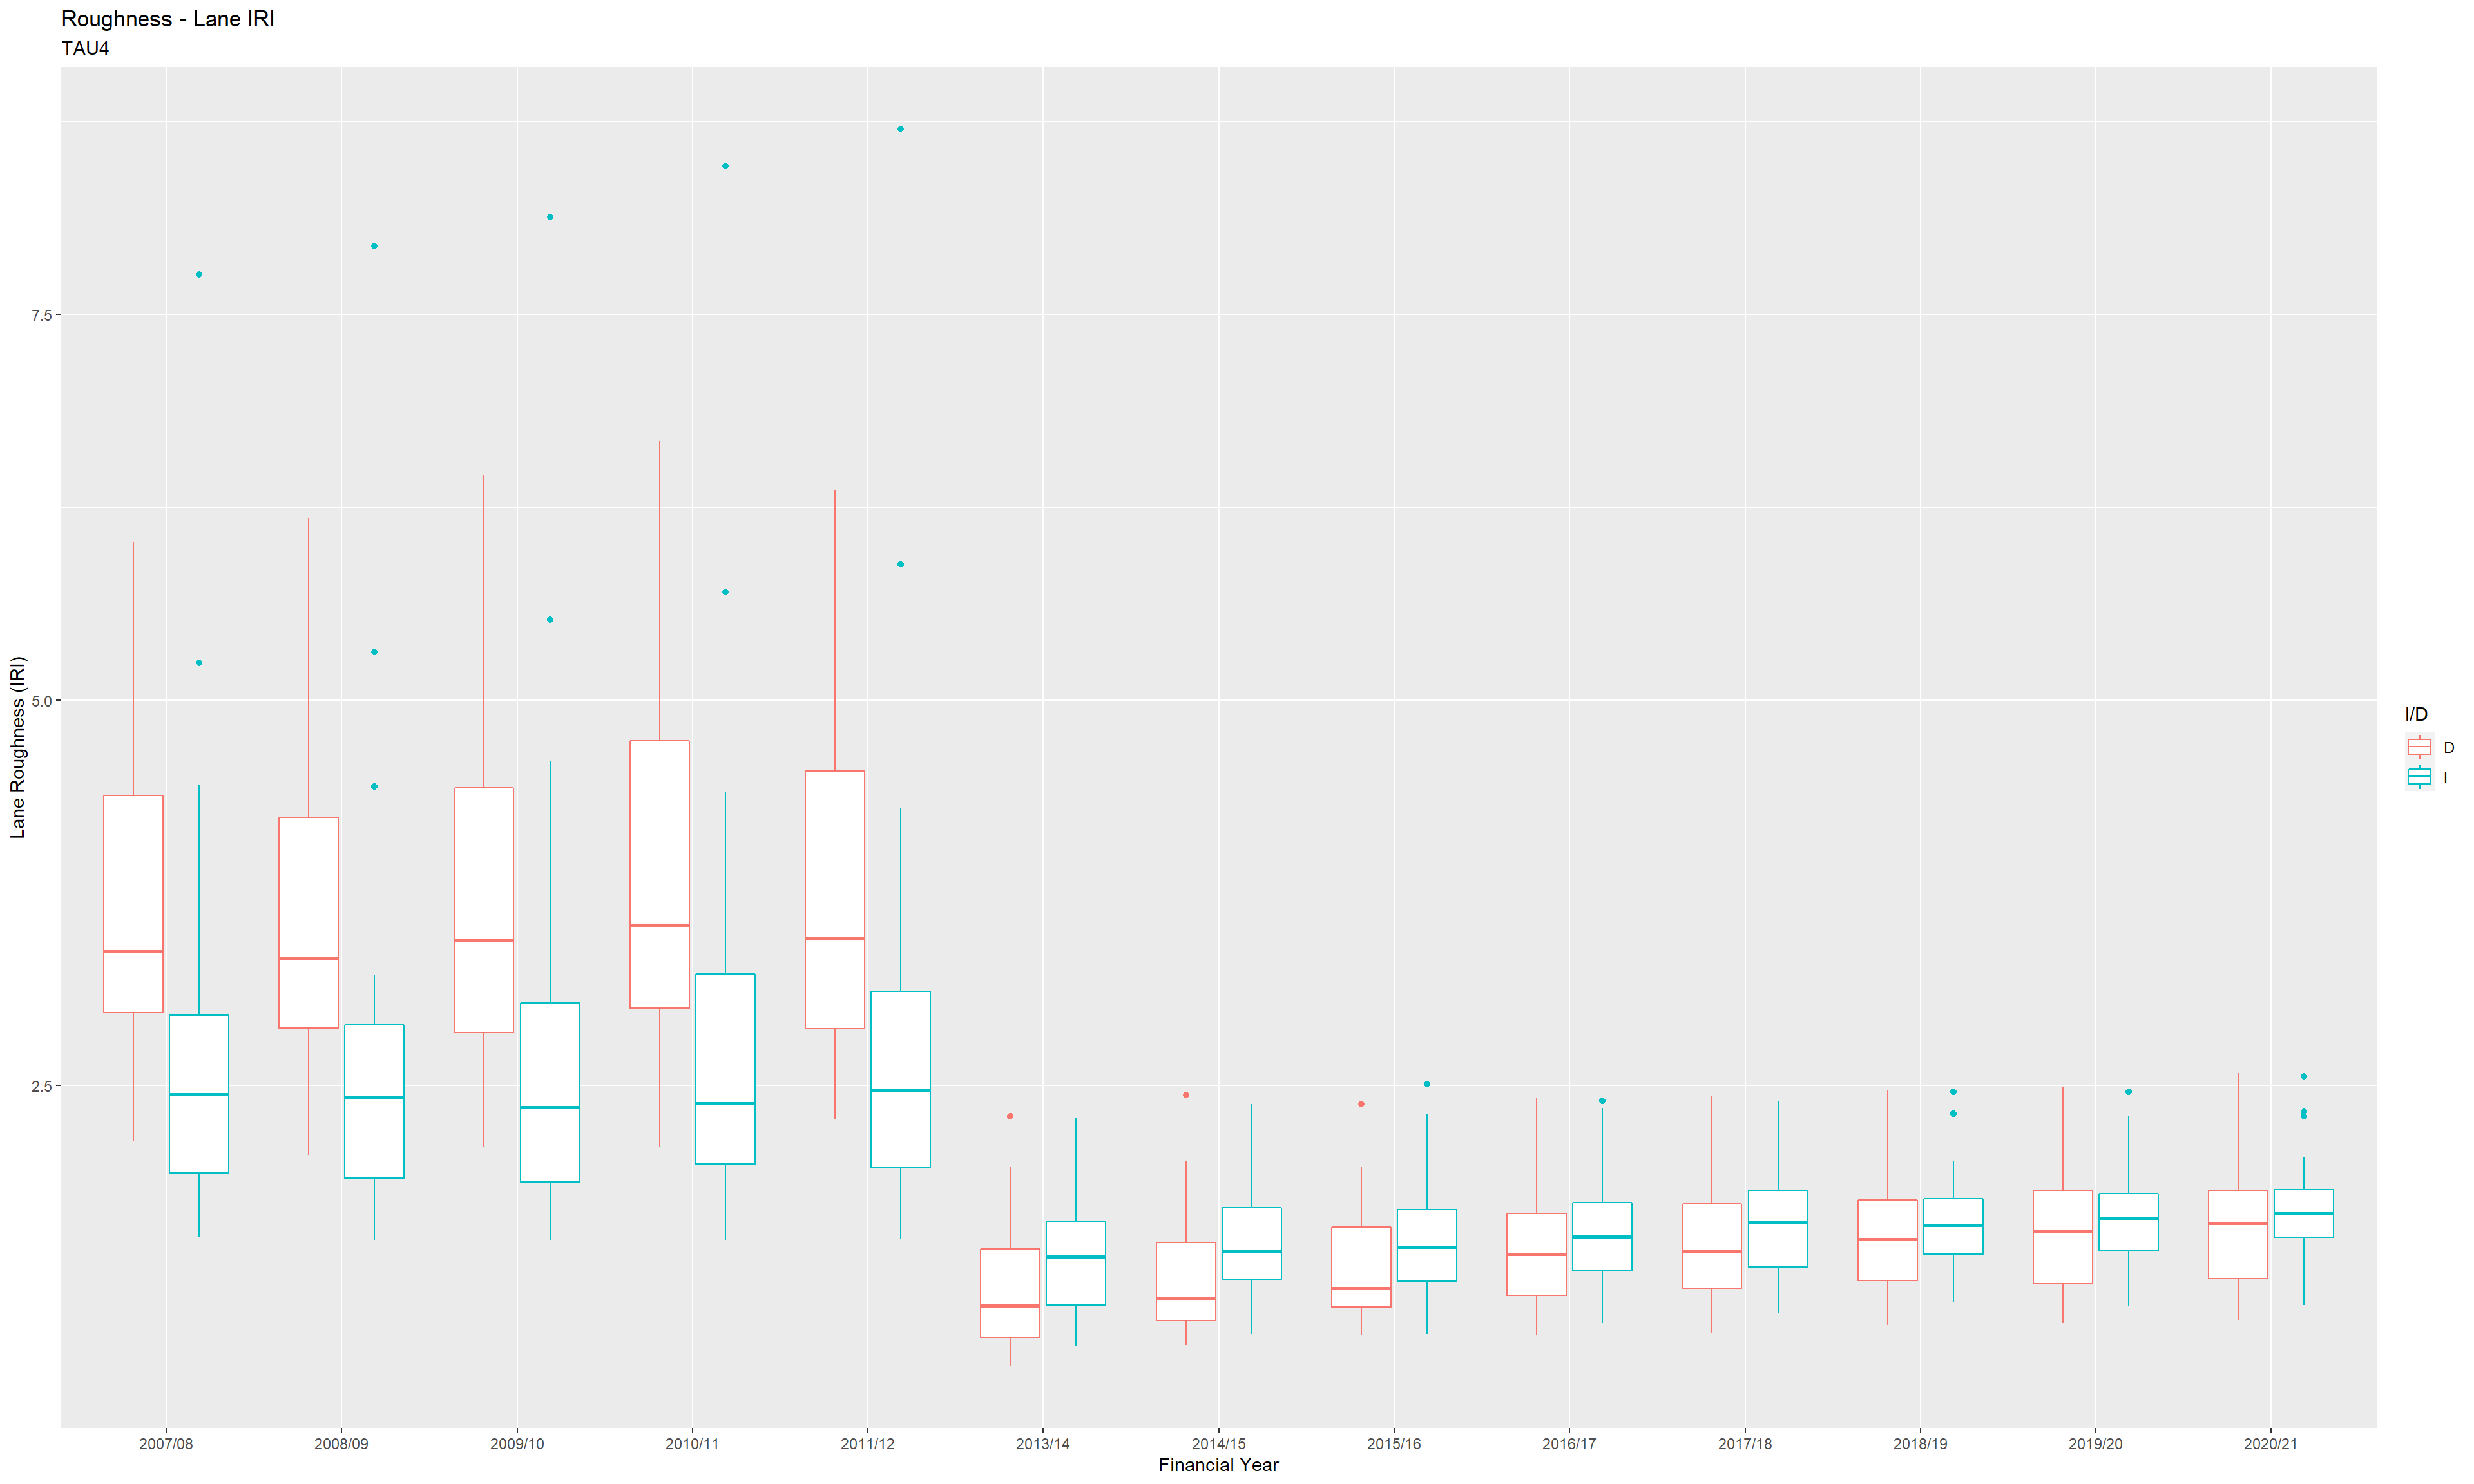 Roughness - Lane IRI
TAU4
Lane Roughness (IRI)
7.5
5.0
2.5
2007/08 2008/09 2009/10 2010/11 2011/12 2013/14 2014/15 2015/16 2016/17 2017/18 2018/19 2019/20 2020/21
Financial Year
I/D
D
I